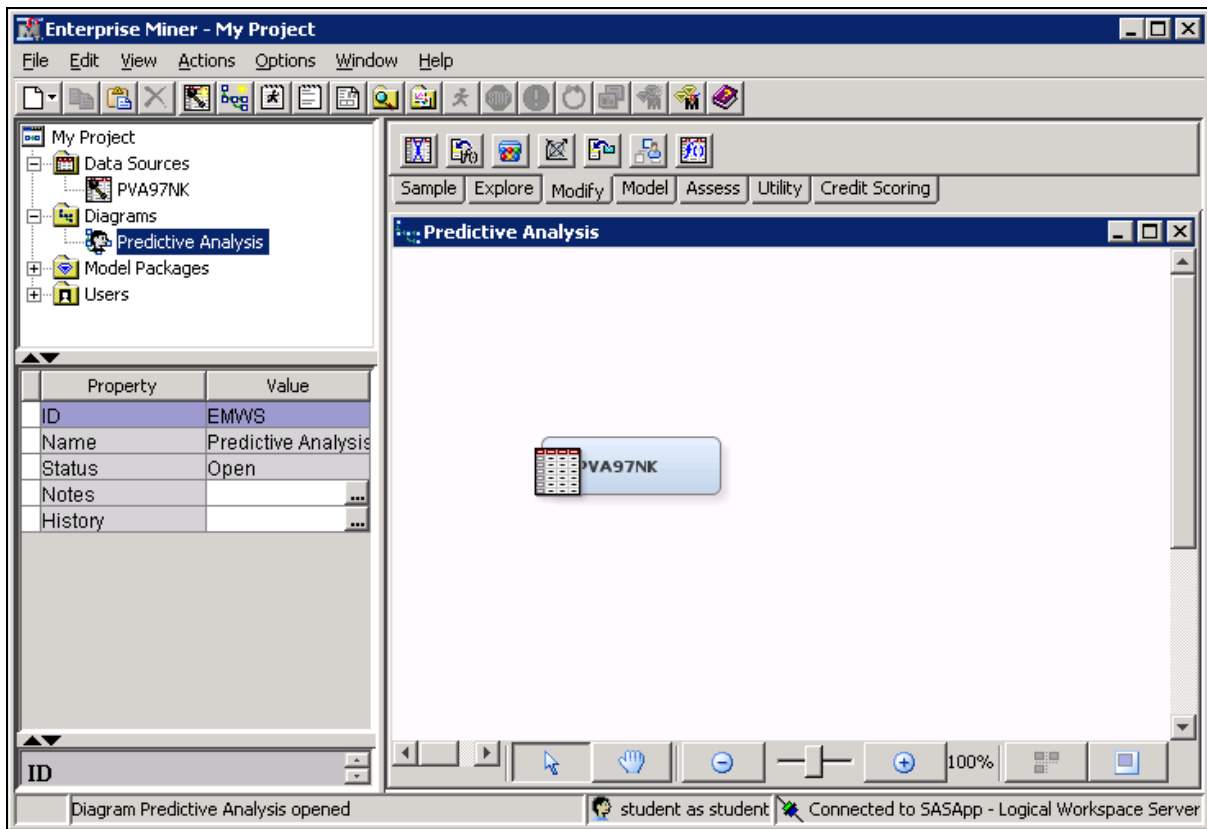 Enterprise Miner - My Project
File Edit View Actions Options Window Help
My Project
Data Sources
PVA97NK
Diagrams
Predictive Analysis
Model Packages
Users
Property Value
ID EMWS
Name Predictive Analysis
Status Open
Notes ...
History ...
ID
Sample Explore Modify Model Assess Utility Credit Scoring
Predictive Analysis
PVA97NK
100%
Diagram Predictive Analysis opened
student as student
Connected to SASApp - Logical Workspace Server